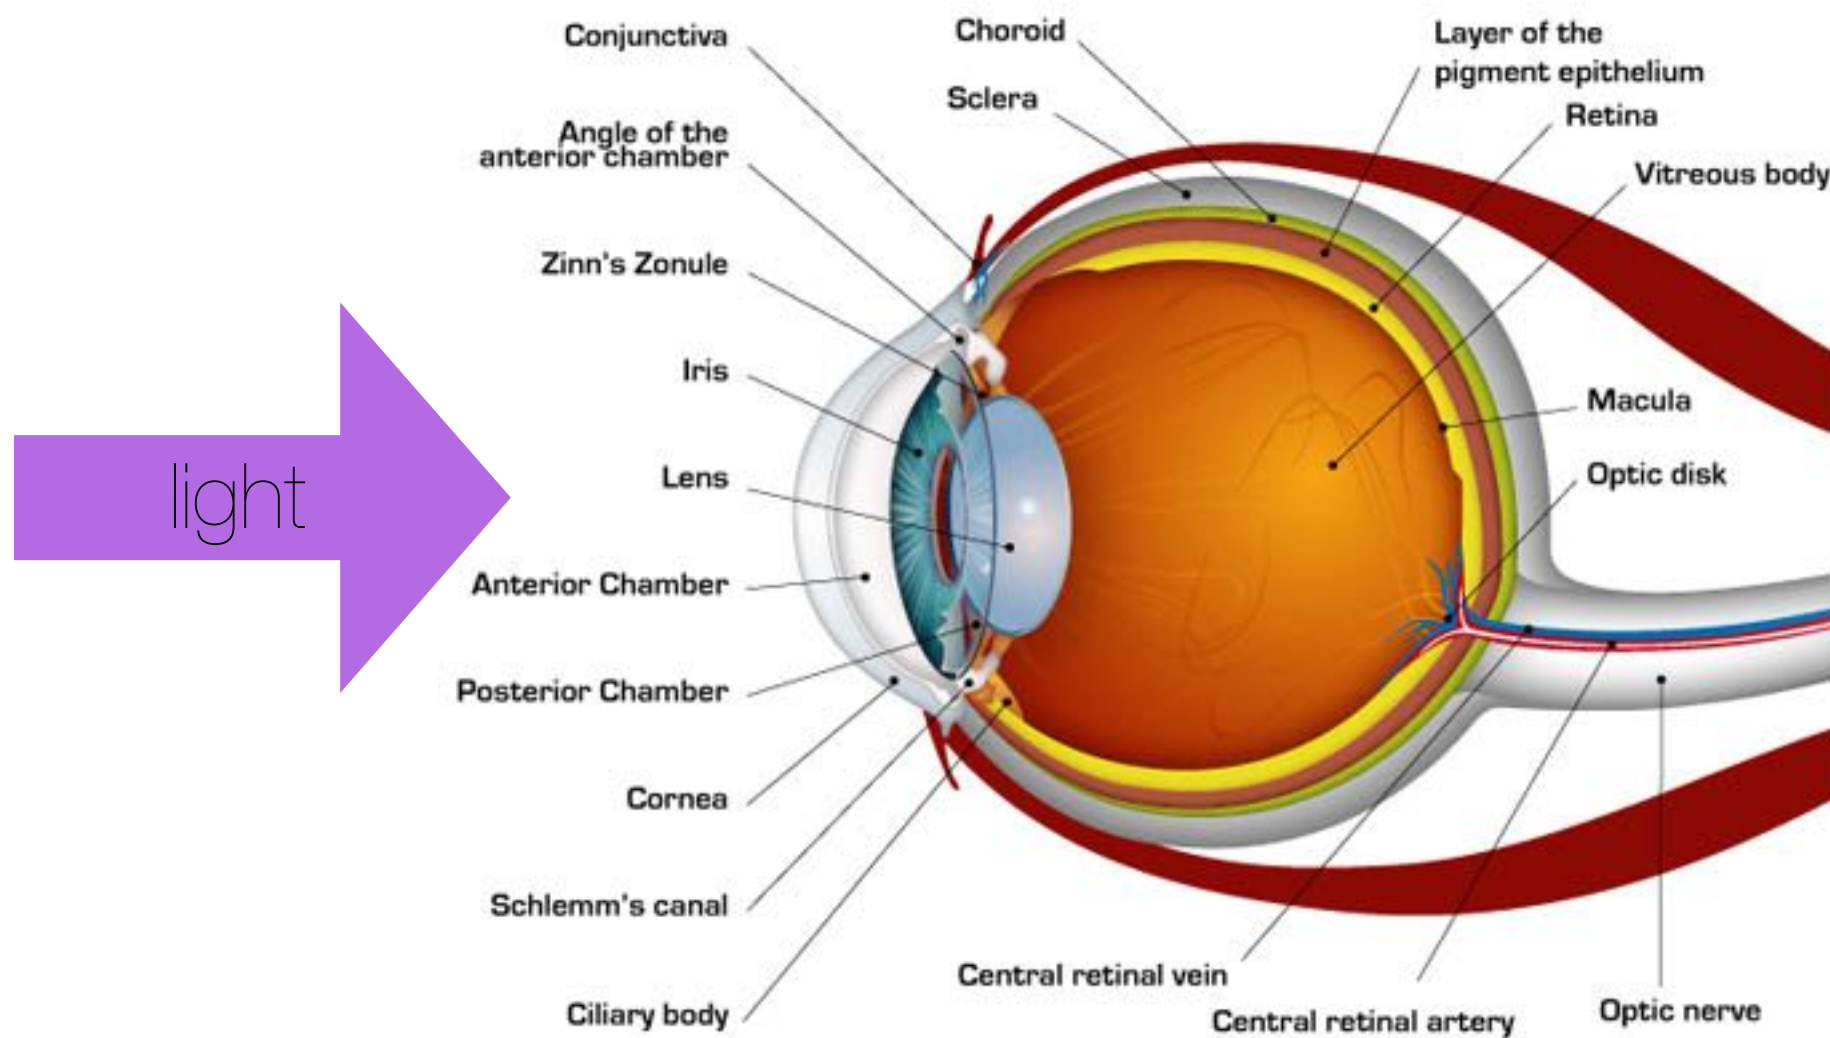 Conjunctiva
Angle of the
anterior chamber
Zinn's Zonule
Iris
Lens
Anterior Chamber
Posterior Chamber
Cornea
Schlemm's canal
Ciliary body
light
Choroid
Sclera
Layer of the
pigment epithelium
Retina
Vitreous body
Macula
Optic disk
Central retinal vein
Central retinal artery
Optic nerve